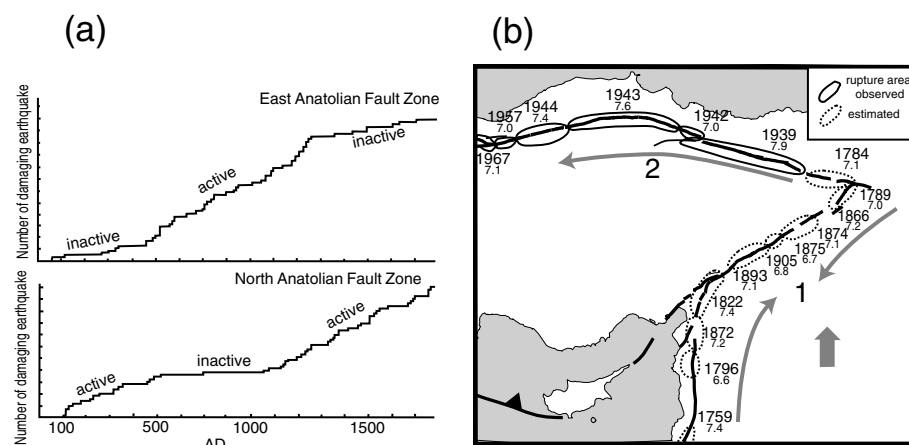 (a)
Number of damaging earthquake
East Anatolian Fault Zone
inactive
active
inactive
Number of damaging earthquake
North Anatolian Fault Zone
active
inactive
active
100
500
1000
1500
AD
(b)
rupture area
observed
estimated
1967
7.1
1957
7.0
1944
7.4
1943
7.6
1942
7.0
1939
7.9
1784
7.1
1789
7.0
1866
7.2
1874
7.1
1875
6.7
1905
6.8
1893
7.1
1822
7.4
1872
7.2
1796
6.6
1759
7.4
2
1